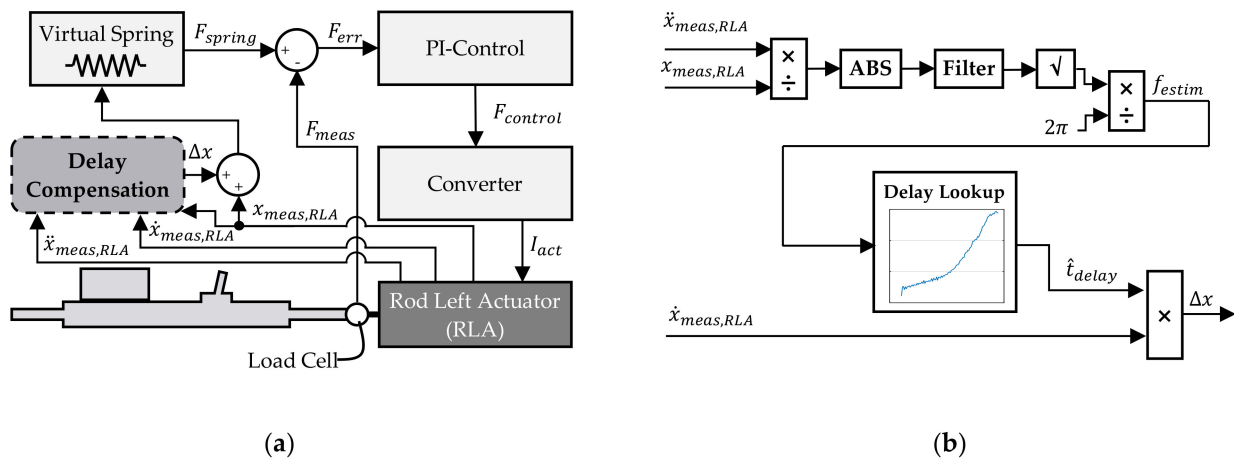 Virtual Spring
F_spring
+
-
F_err
PI-Control
F_control
F_meas
Delay
Compensation
Δx
+
+
Converter
x_meas,RLA
ẍ_meas,RLA
ẋ_meas,RLA
I_act
Rod Left Actuator
(RLA)
Load Cell
(a)
ẍ_meas,RLA
x_meas,RLA
×
÷
ABS
Filter
√
×
÷
2π
f_estim
Delay Lookup
t̂_delay
ẋ_meas,RLA
×
Δx
(b)